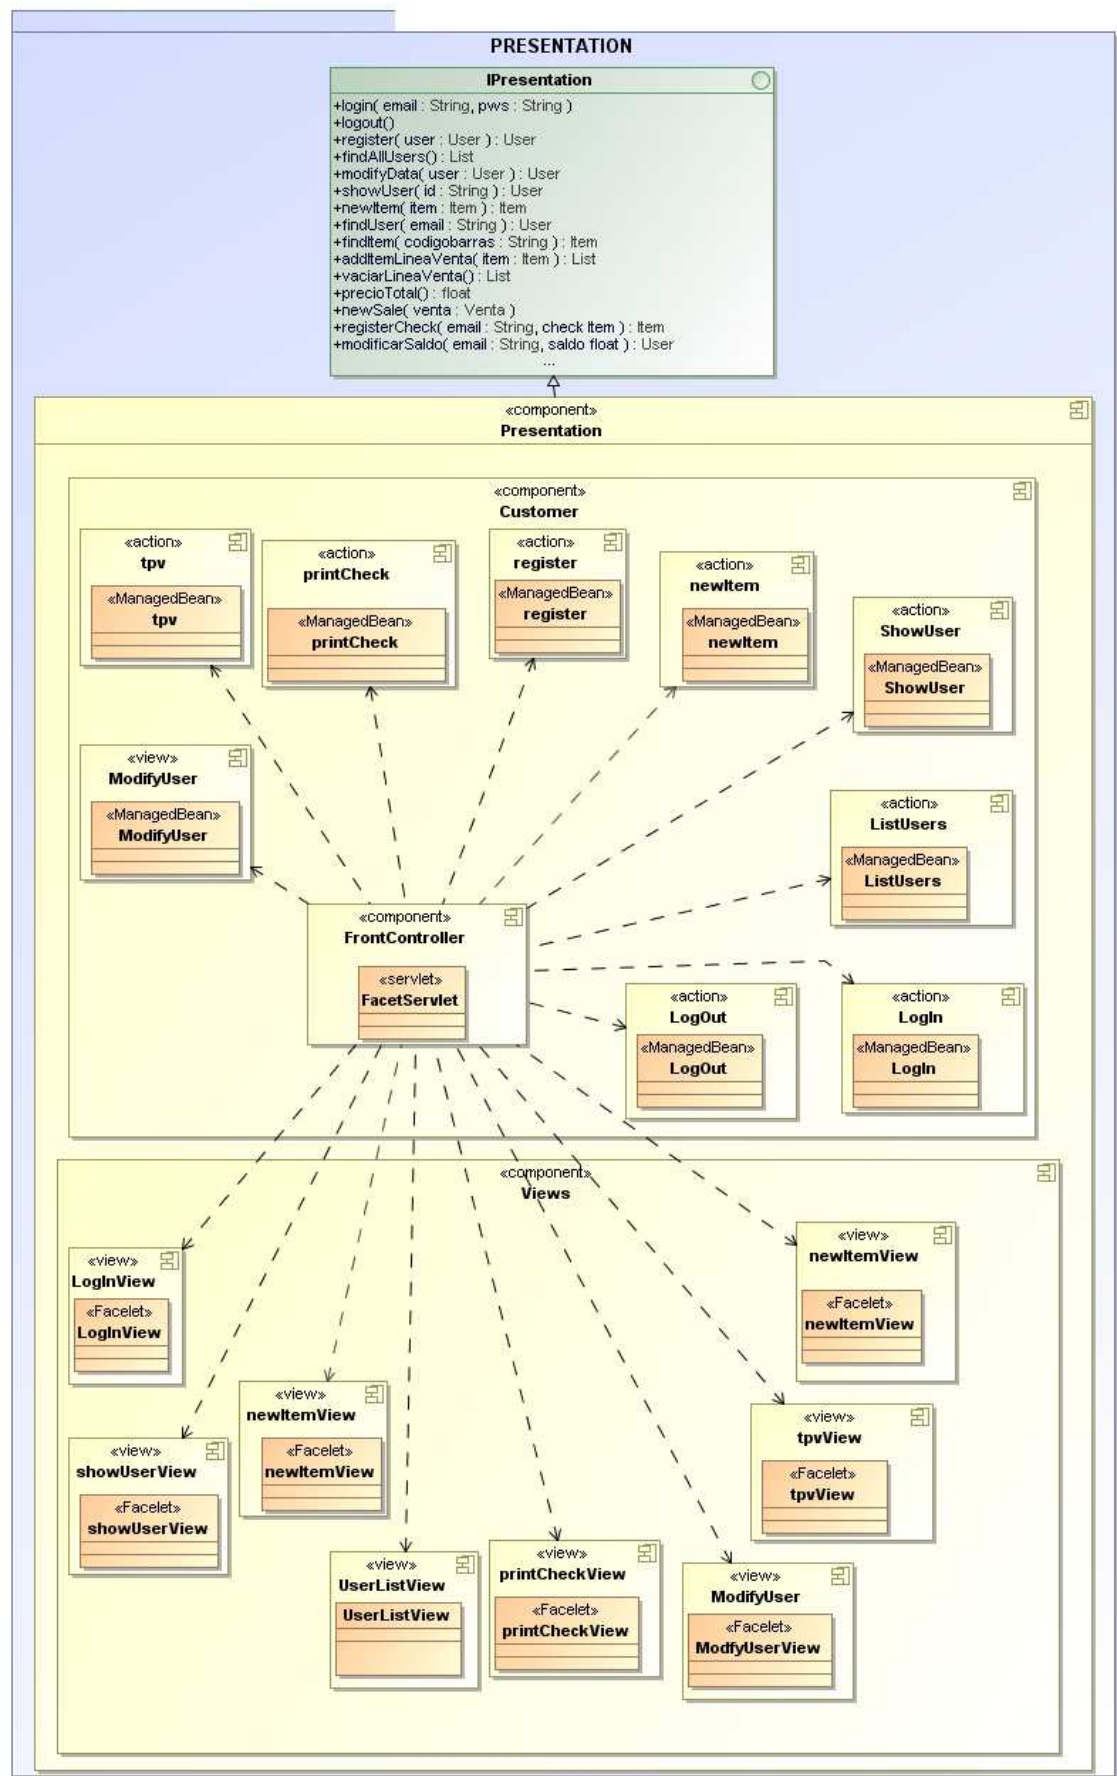 PRESENTATION
IPresentation
+login( email : String, pws : String )
+logout()
+register( user : User ) : User
+findAllUsers() : List
+modifyData( user : User ) : User
+showUser( id : String ) : User
+newItem( item : Item ) : Item
+findUser( email : String ) : User
+findItem( codigobarras : String ) : Item
+addItemLineaVenta( item : Item ) : List
+vaciarLineaVenta() : List
+precioTotal() : float
+newSale( venta : Venta )
+registerCheck( email : String, check Item ) : Item
+modificarSaldo( email : String, saldo float ) : User
...
«component»
Presentation
«component»
Customer
«action»
tpv
«ManagedBean»
tpv
«action»
printCheck
«ManagedBean»
printCheck
«action»
register
«ManagedBean»
register
«action»
newItem
«ManagedBean»
newItem
«action»
ShowUser
«ManagedBean»
ShowUser
«view»
ModifyUser
«ManagedBean»
ModifyUser
«action»
ListUsers
«ManagedBean»
ListUsers
«component»
FrontController
«servlet»
FacetServlet
«action»
LogOut
«ManagedBean»
LogOut
«action»
LogIn
«ManagedBean»
LogIn
«component»
Views
«view»
LogInView
«Facelet»
LogInView
«view»
newItemView
«Facelet»
newItemView
«view»
showUserView
«Facelet»
showUserView
«view»
newItemView
«Facelet»
newItemView
«view»
tpvView
«Facelet»
tpvView
«view»
UserListView
UserListView
«view»
printCheckView
«Facelet»
printCheckView
«view»
ModifyUser
«Facelet»
ModfyUserView